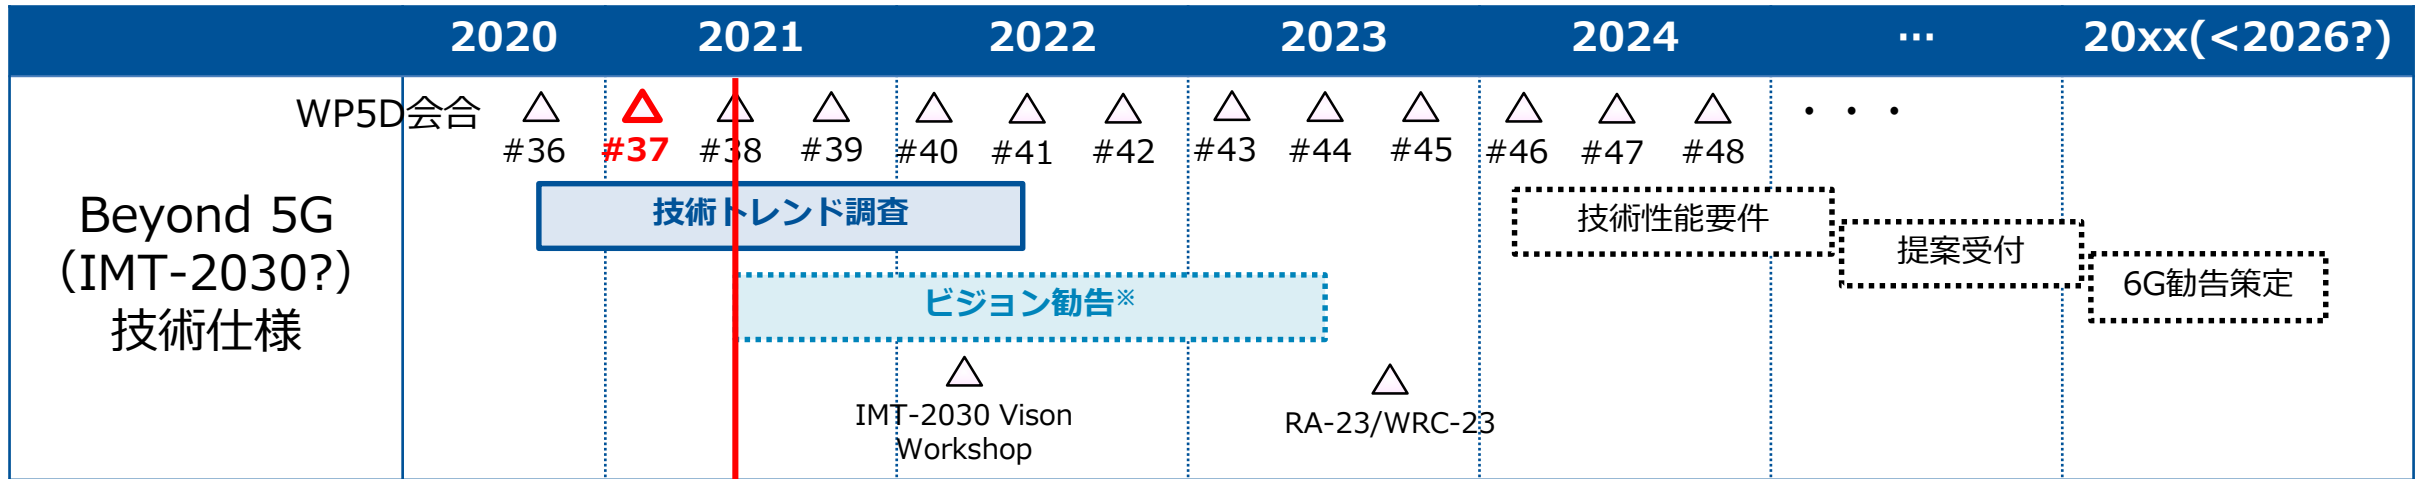 2020 2021 2022 2023 2024 … 20xx(<2026?)
WP5D会合
#36 #37 #38 #39 #40 #41 #42 #43 #44 #45 #46 #47 #48 ・・・
Beyond 5G
（IMT-2030?）
技術仕様
技術トレンド調査
技術性能要件
提案受付
6G勧告策定
ビジョン勧告※
IMT-2030 Vison
Workshop
RA-23/WRC-23